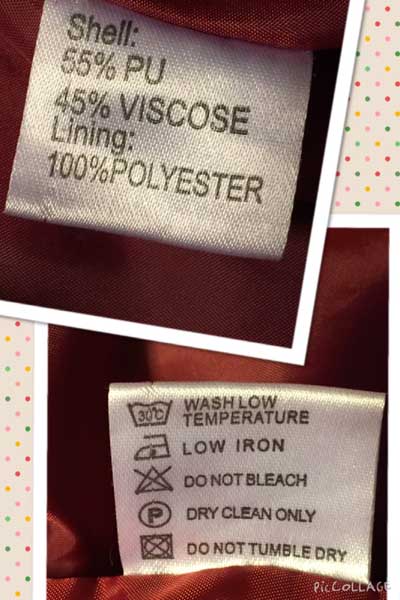 Shell:
55% PU
45% VISCOSE
Lining:
100%POLYESTER
30°C WASH LOW
TEMPERATURE
LOW IRON
DO NOT BLEACH
P DRY CLEAN ONLY
DO NOT TUMBLE DRY
PicCOLLAGE